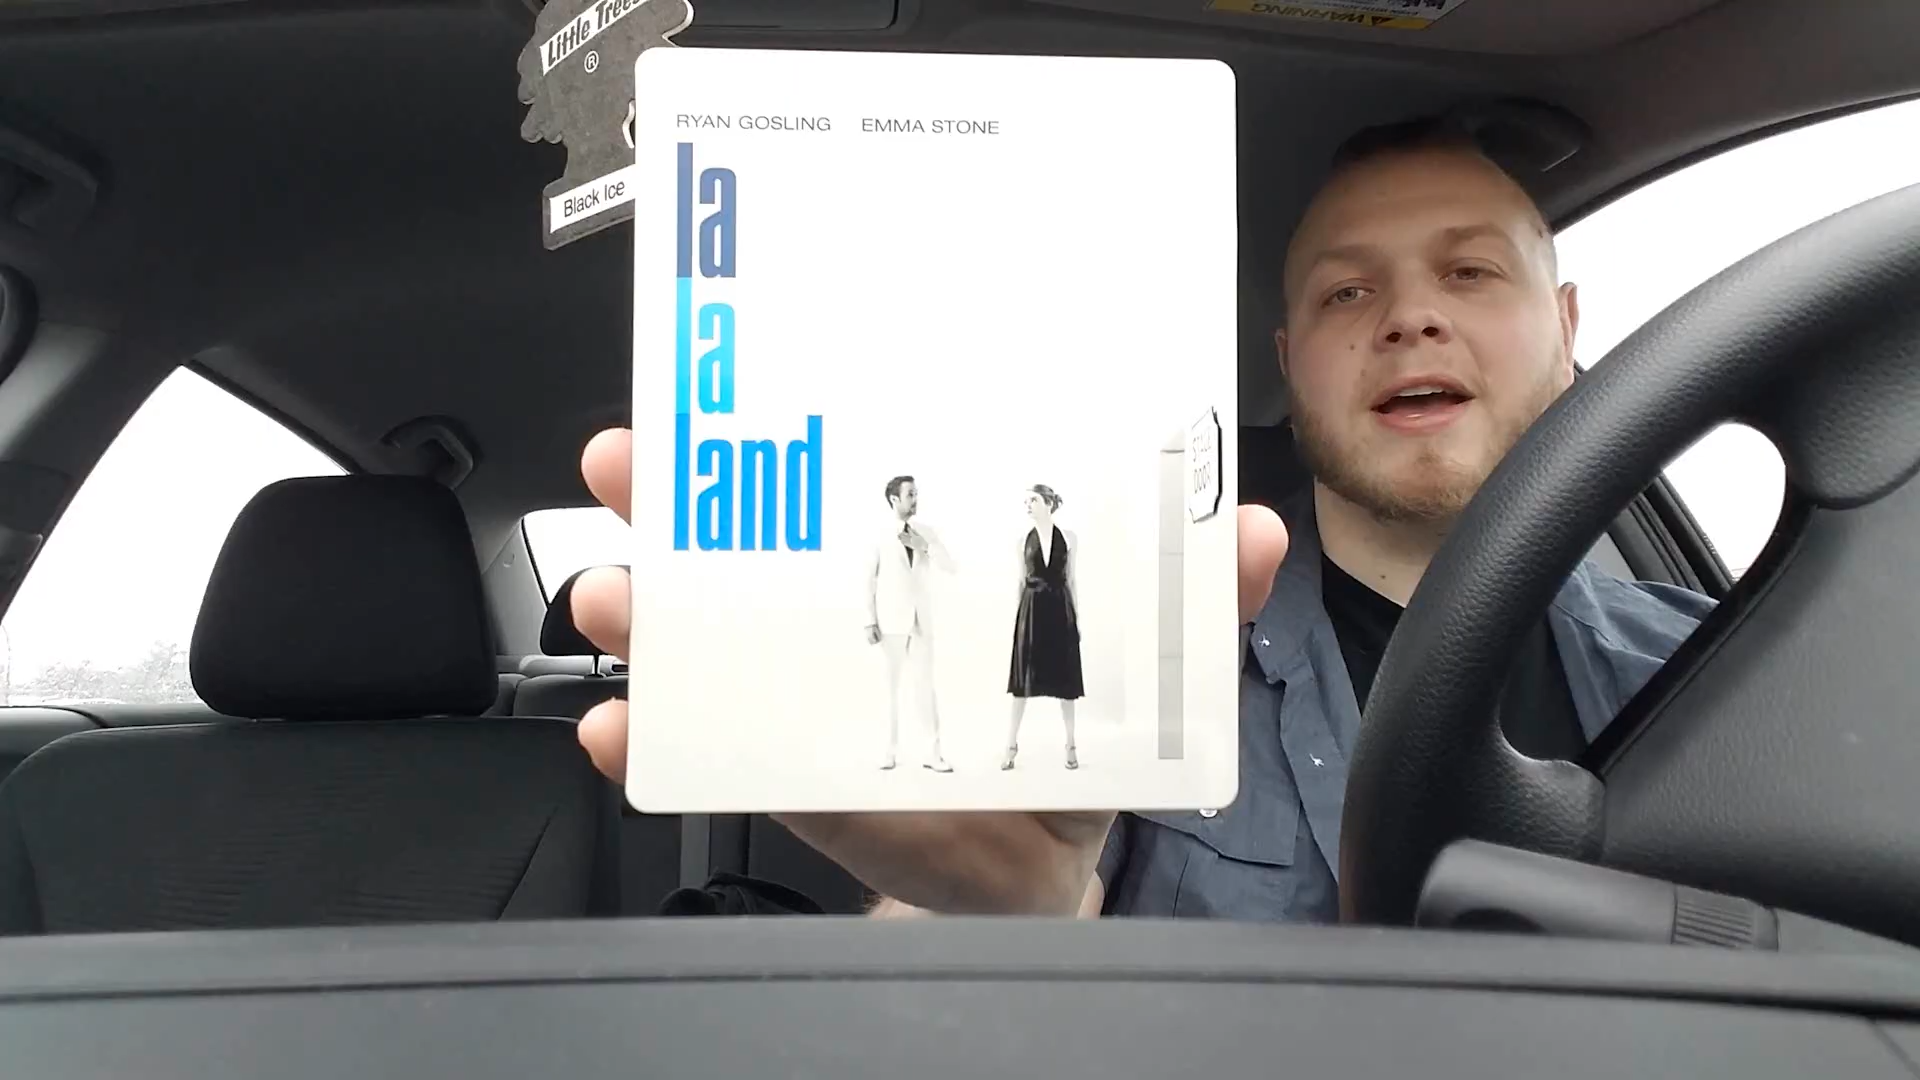 Little Trees
®
Black Ice
WARNING
RYAN GOSLING EMMA STONE
la
la
land
STAGE
DOOR